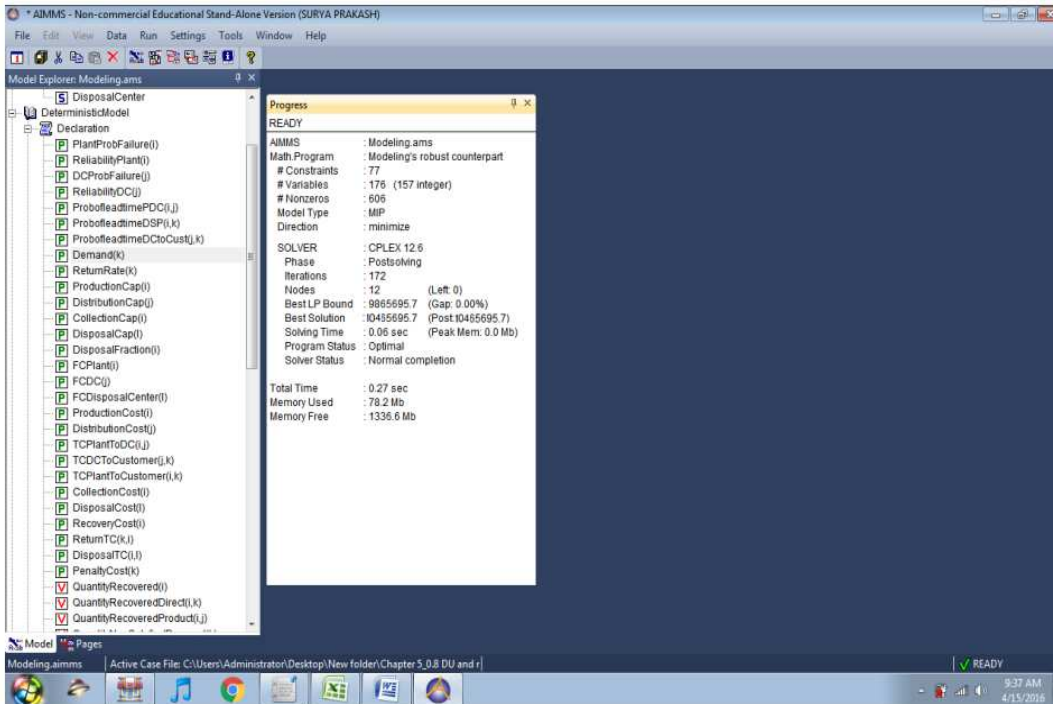 * AIMMS - Non-commercial Educational Stand-Alone Version (SURYA PRAKASH)
File Edit View Data Run Settings Tools Window Help
Model Explorer: Modeling.ams
S DisposalCenter
DeterministicModel
Declaration
P PlantProbFailure(i)
P ReliabilityPlant(i)
P DCProbFailure(j)
P ReliabilityDC(j)
P ProbofleadtimePDC(i,j)
P ProbofleadtimeDSP(i,k)
P ProbofleadtimeDCtoCust(j,k)
P Demand(k)
P ReturnRate(k)
P ProductionCap(i)
P DistributionCap(j)
P CollectionCap(i)
P DisposalCap(l)
P DisposalFraction(i)
P FCPlant(i)
P FCDC(j)
P FCDisposalCenter(l)
P ProductionCost(i)
P DistributionCost(j)
P TCPlantToDC(i,j)
P TCDCToCustomer(j,k)
P TCPlantToCustomer(i,k)
P CollectionCost(i)
P DisposalCost(l)
P RecoveryCost(i)
P ReturnTC(k,i)
P DisposalTC(i,l)
P PenaltyCost(k)
V QuantityRecovered(i)
V QuantityRecoveredDirect(i,k)
V QuantityRecoveredProduct(i,j)
Model Pages
Progress
READY
AIMMS : Modeling.ams
Math.Program : Modeling's robust counterpart
# Constraints : 77
# Variables : 176 (157 integer)
# Nonzeros : 606
Model Type : MIP
Direction : minimize
SOLVER : CPLEX 12.6
Phase : Postsolving
Iterations : 172
Nodes : 12 (Left: 0)
Best LP Bound : 9865695.7 (Gap: 0.00%)
Best Solution :10465695.7 (Post:10465695.7)
Solving Time : 0.06 sec (Peak Mem: 0.0 Mb)
Program Status : Optimal
Solver Status : Normal completion
Total Time : 0.27 sec
Memory Used : 78.2 Mb
Memory Free : 1336.6 Mb
Modeling.aimms Active Case File: C:\Users\Administrator\Desktop\New folder\Chapter 5_0.8 DU and r READY
9:37 AM
4/15/2016